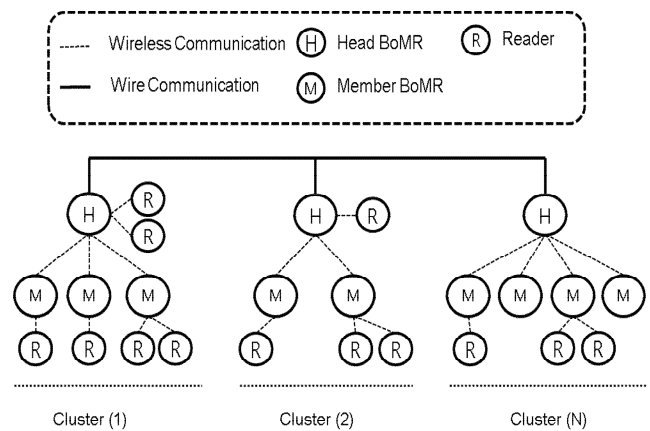 Wireless Communication H Head BoMR R Reader
Wire Communication M Member BoMR
H R R H R H
M M M M M M M M M
R R R R R R R R R R
Cluster (1) Cluster (2) Cluster (N)